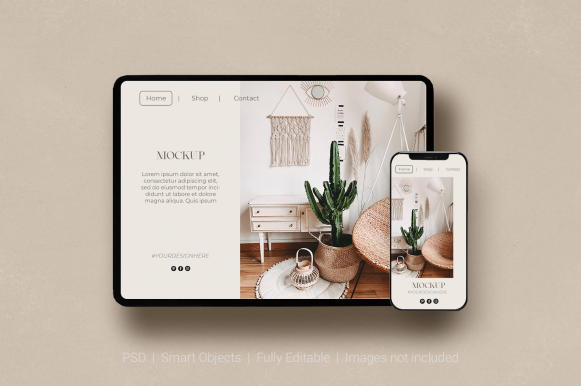 Home | Shop | Contact
MOCKUP
Lorem ipsum dolor sit amet,
consectetur adipiscing elit,
sed do eiusmod tempor inci-
didunt ut labore et dolore
magna aliqua. Quis ipsum
#YOURDESIGNHERE
Home | Shop | Contact
MOCKUP
#YOURDESIGNHERE
PSD | Smart Objects | Fully Editable | Images not included